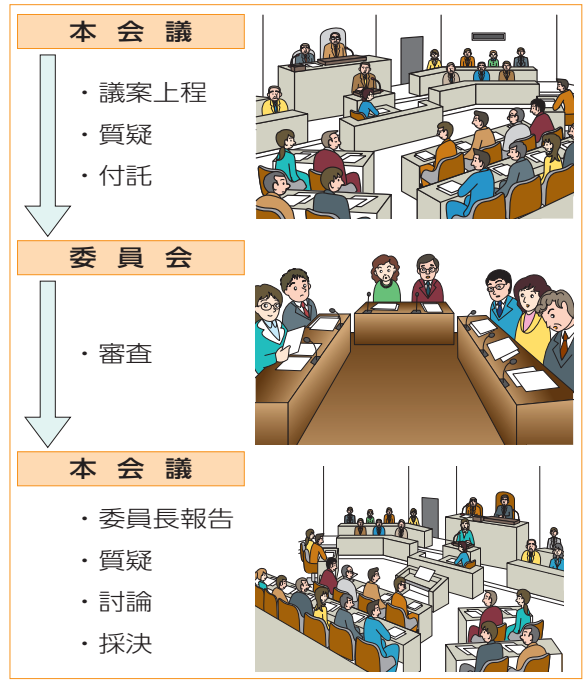 本会議
・議案上程
・質疑
・付託
委員会
・審査
本会議
・委員長報告
・質疑
・討論
・採決